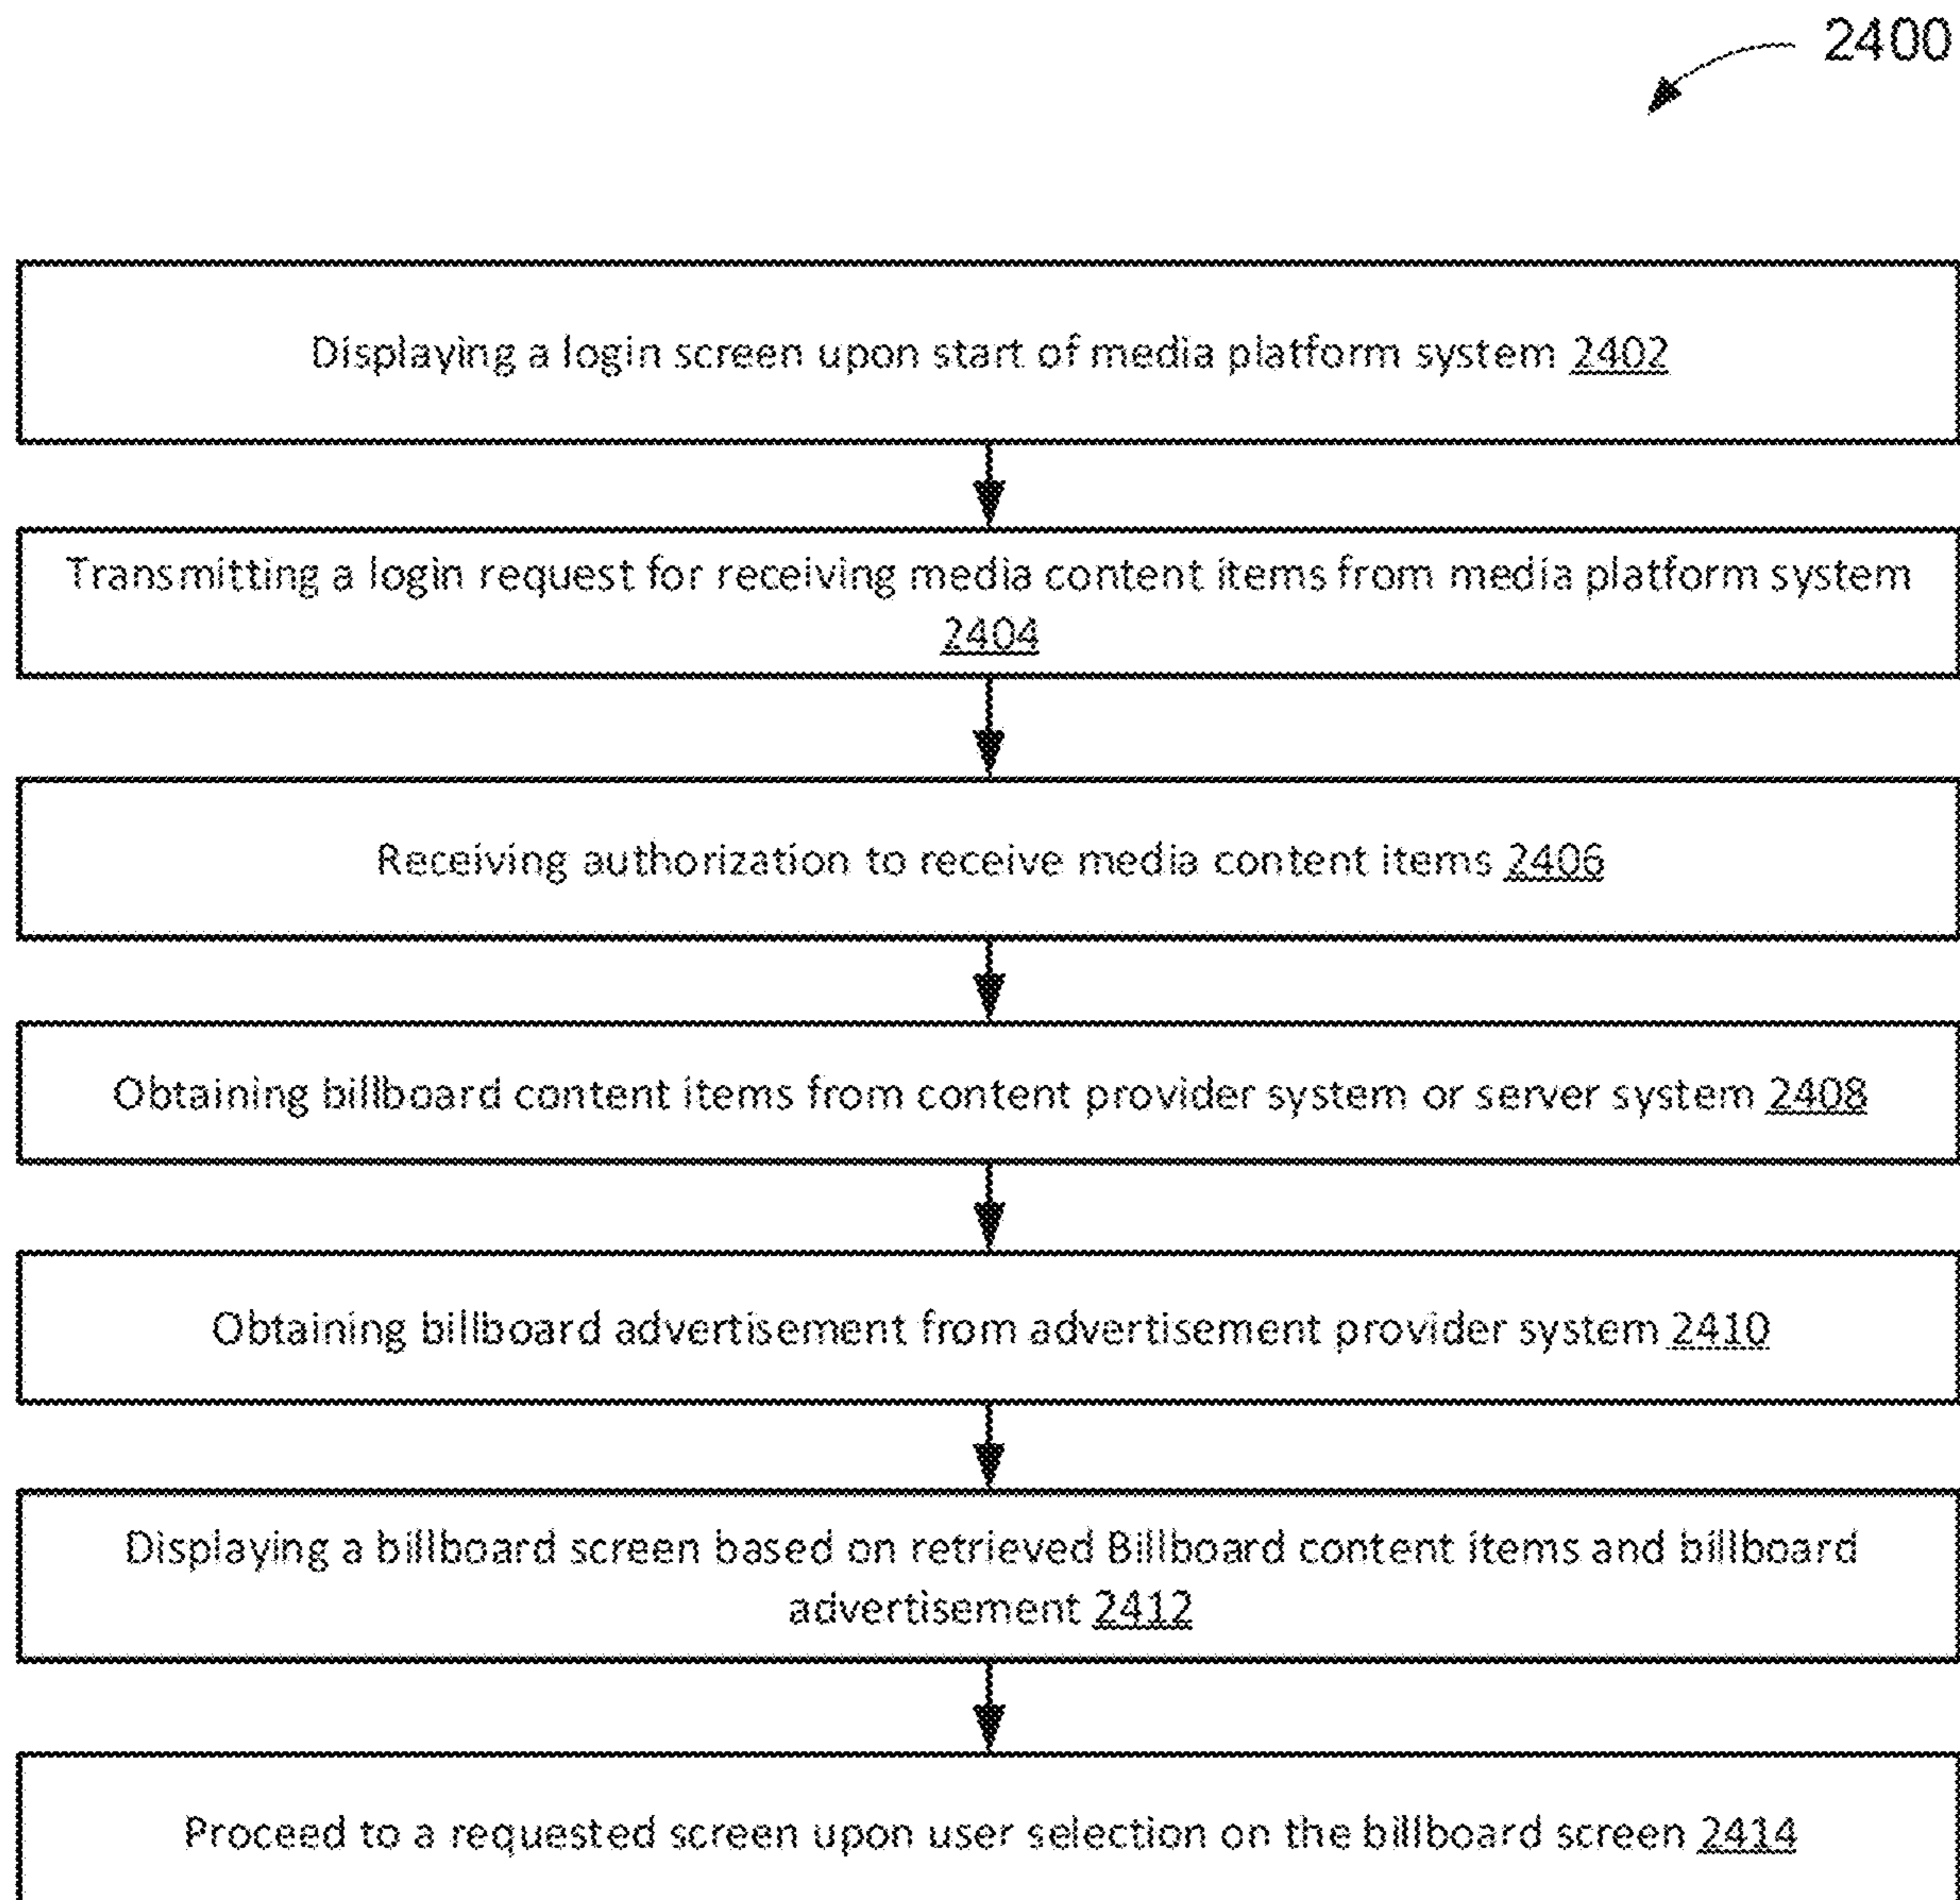 2400
Displaying a login screen upon start of media platform system 2402
Transmitting a login request for receiving media content items from media platform system
2404
Receiving authorization to receive media content items 2406
Obtaining billboard content items from content provider system or server system 2408
Obtaining billboard advertisement from advertisement provider system 2410
Displaying a billboard screen based on retrieved Billboard content items and billboard
advertisement 2412
Proceed to a requested screen upon user selection on the billboard screen 2414